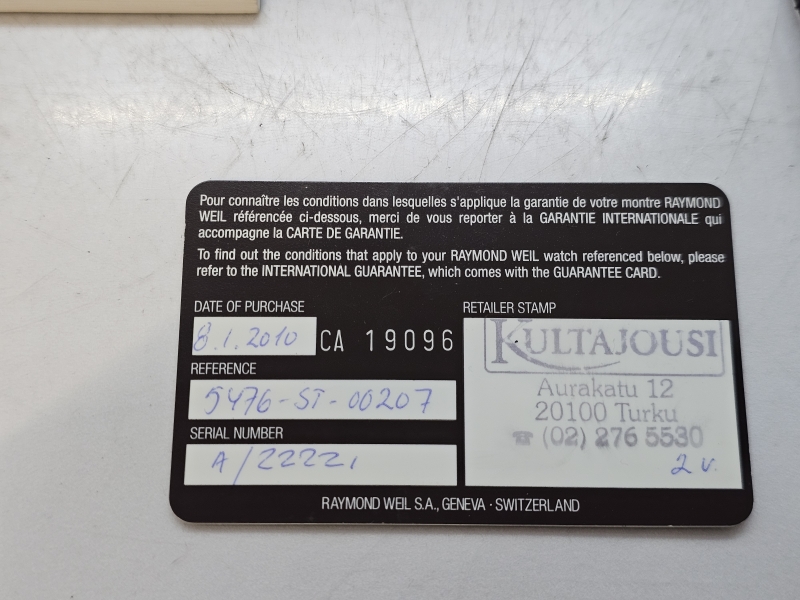 Pour connaître les conditions dans lesquelles s'applique la garantie de votre montre RAYMOND
WEIL référencée ci-dessous, merci de vous reporter à la GARANTIE INTERNATIONALE qui
accompagne la CARTE DE GARANTIE.
To find out the conditions that apply to your RAYMOND WEIL watch referenced below, please
refer to the INTERNATIONAL GUARANTEE, which comes with the GUARANTEE CARD.
DATE OF PURCHASE
8.1.2010 CA 19096
REFERENCE
5476-ST-00207
SERIAL NUMBER
A/22221
RETAILER STAMP
KULTAJOUSI
Aurakatu 12
20100 Turku
☎ (02) 276 5530
2 v.
RAYMOND WEIL S.A., GENEVA · SWITZERLAND